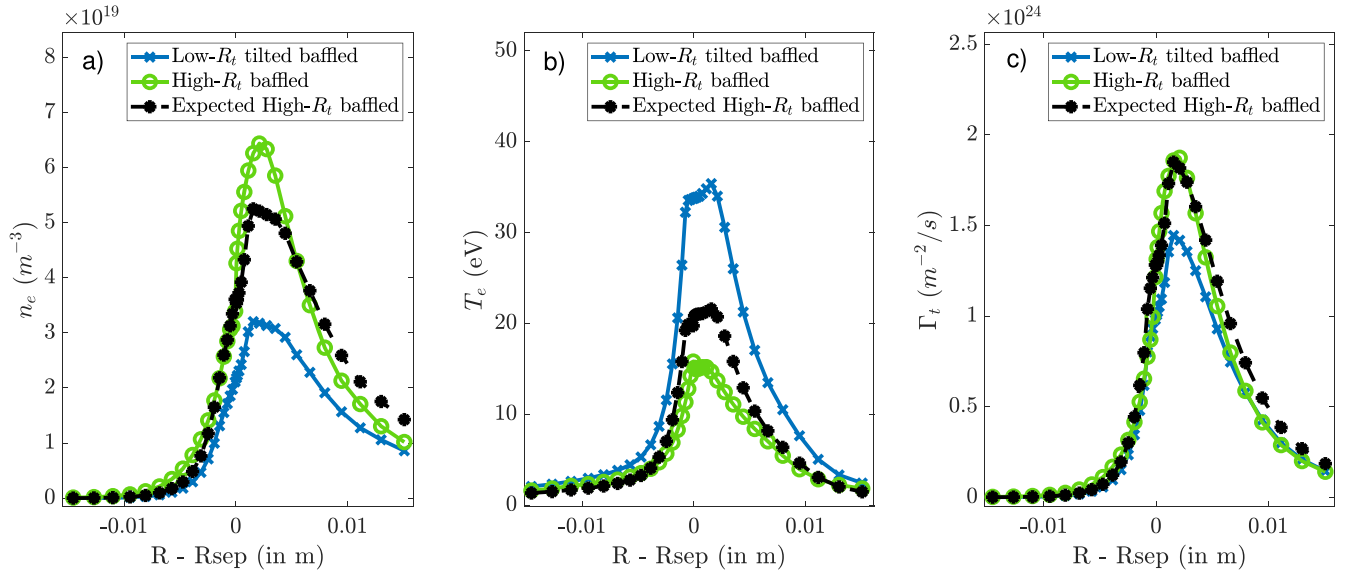 ×10^19
a)
Low-R_t tilted baffled
High-R_t baffled
Expected High-R_t baffled
8
7
6
5
4
3
2
1
0
n_e (m^−3)
-0.01
0
0.01
R - Rsep (in m)
b)
Low-R_t tilted baffled
High-R_t baffled
Expected High-R_t baffled
50
40
30
20
10
0
T_e (eV)
-0.01
0
0.01
R - Rsep (in m)
×10^24
c)
Low-R_t tilted baffled
High-R_t baffled
Expected High-R_t baffled
2.5
2
1.5
1
0.5
0
Γ_t (m^−2/s)
-0.01
0
0.01
R - Rsep (in m)